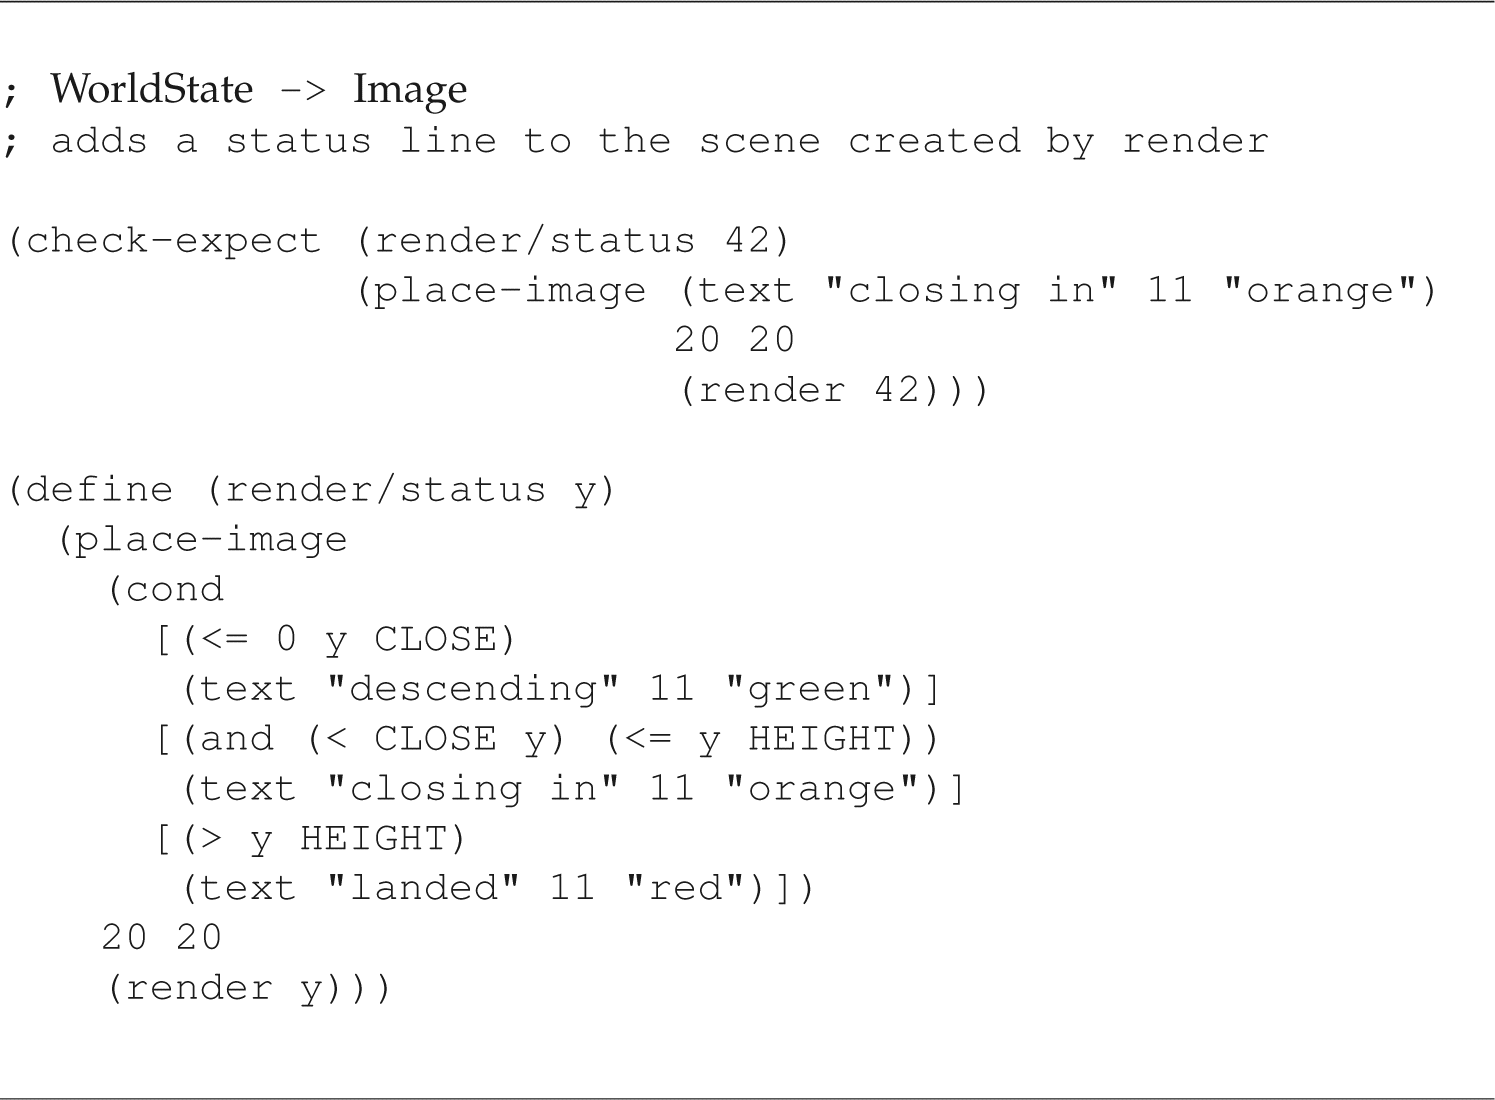 ; WorldState -> Image
; adds a status line to the scene created by render
(check-expect (render/status 42)
(place-image (text "closing in" 11 "orange")
20 20
(render 42)))
(define (render/status y)
(place-image
(cond
[(<= 0 y CLOSE)
(text "descending" 11 "green")]
[(and (< CLOSE y) (<= y HEIGHT))
(text "closing in" 11 "orange")]
[(> y HEIGHT)
(text "landed" 11 "red")])
20 20
(render y)))